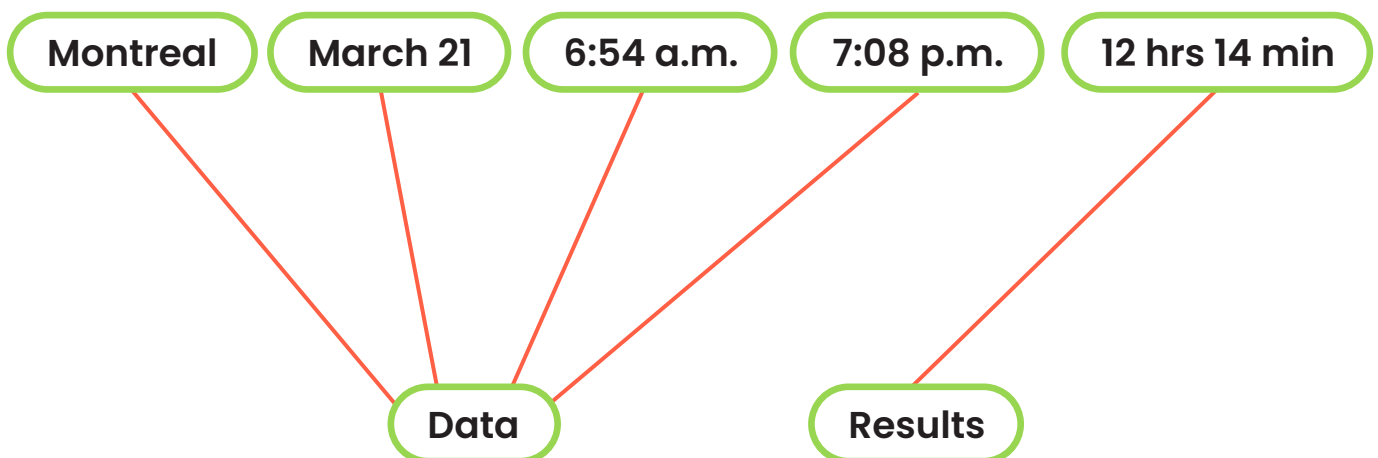 Montreal
March 21
6:54 a.m.
7:08 p.m.
12 hrs 14 min
Data
Results